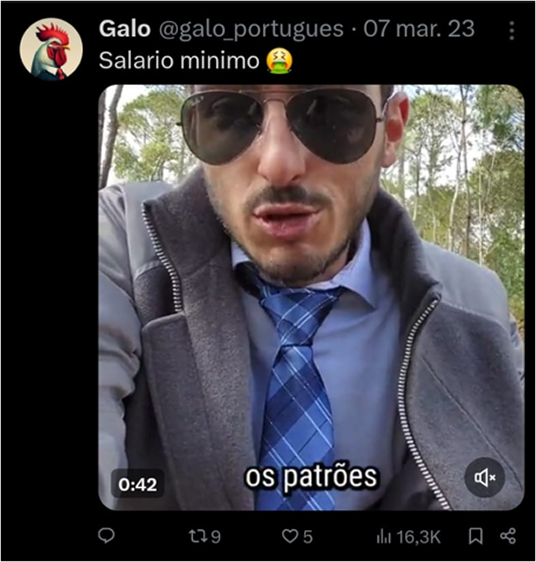 Galo @galo_portugues · 07 mar. 23
Salario minimo 🤮
os patrões
0:42
9 5 16,3K